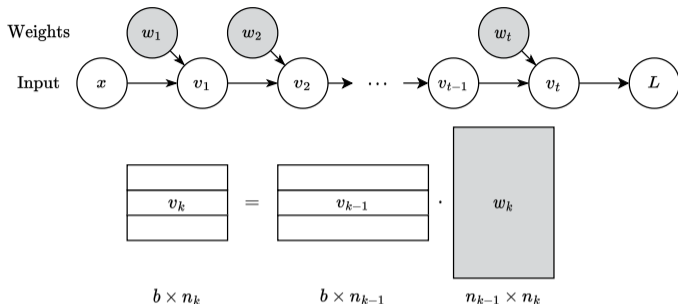 Weights w₁ w₂ wₜ
Input x v₁ v₂ ⋯ vₜ₋₁ vₜ L
vₖ = vₖ₋₁ · wₖ
b × nₖ b × nₖ₋₁ nₖ₋₁ × nₖ